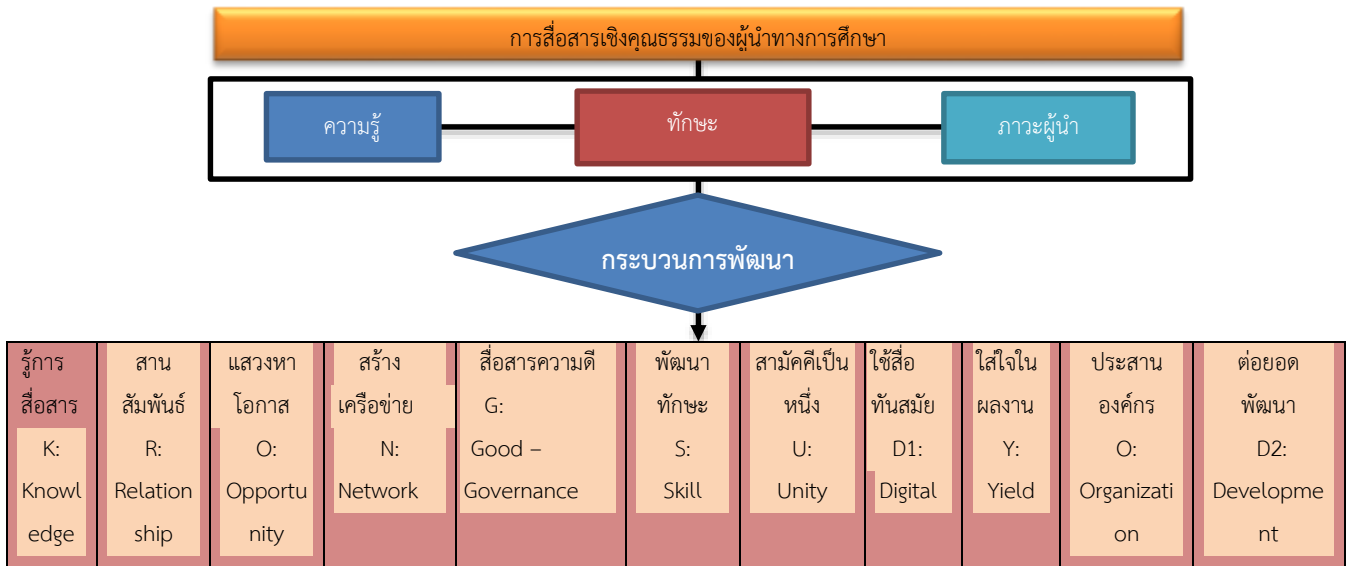 การสื่อสารเชิงคุณธรรมของผู้นำทางการศึกษา
ความรู้
ทักษะ
ภาวะผู้นำ
กระบวนการพัฒนา
รู้การ
สื่อสาร
K:
Knowl
edge
สาน
สัมพันธ์
R:
Relation
ship
แสวงหา
โอกาส
O:
Opportu
nity
สร้าง
เครือข่าย
N:
Network
สื่อสารความดี
G:
Good –
Governance
พัฒนา
ทักษะ
S:
Skill
สามัคคีเป็น
หนึ่ง
U:
Unity
ใช้สื่อ
ทันสมัย
D1:
Digital
ใส่ใจใน
ผลงาน
Y:
Yield
ประสาน
องค์กร
O:
Organizati
on
ต่อยอด
พัฒนา
D2:
Developme
nt